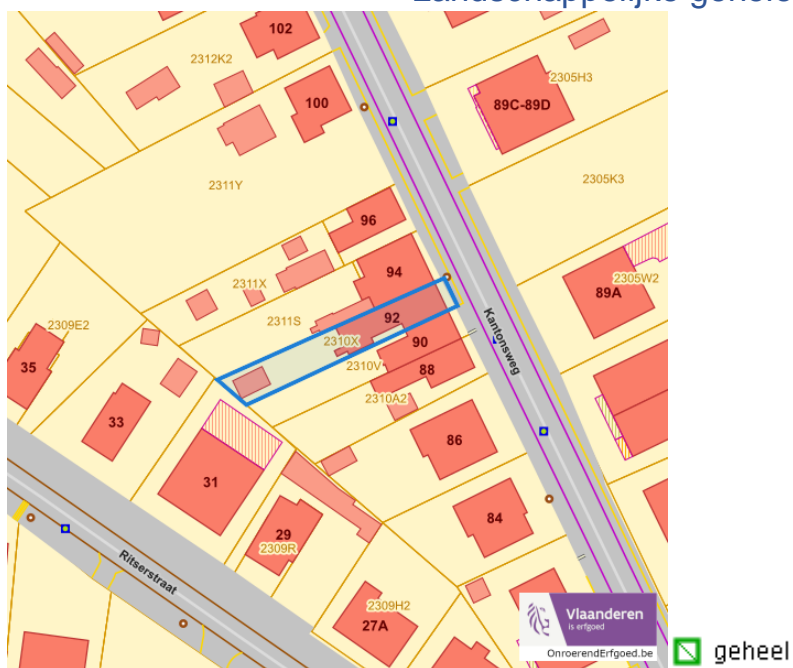 102
2312K2
2305H3
100
89C-89D
2311Y
2305K3
96
94
2311X
2305W2
89A
2309E2
2311S
92
Kantonsweg
2310X
90
35
2310V
88
2310A2
33
86
31
84
29
2309R
Ritserstraat
2309H2
27A
Vlaanderen
is erfgoed
OnroerendErfgoed.be
geheel